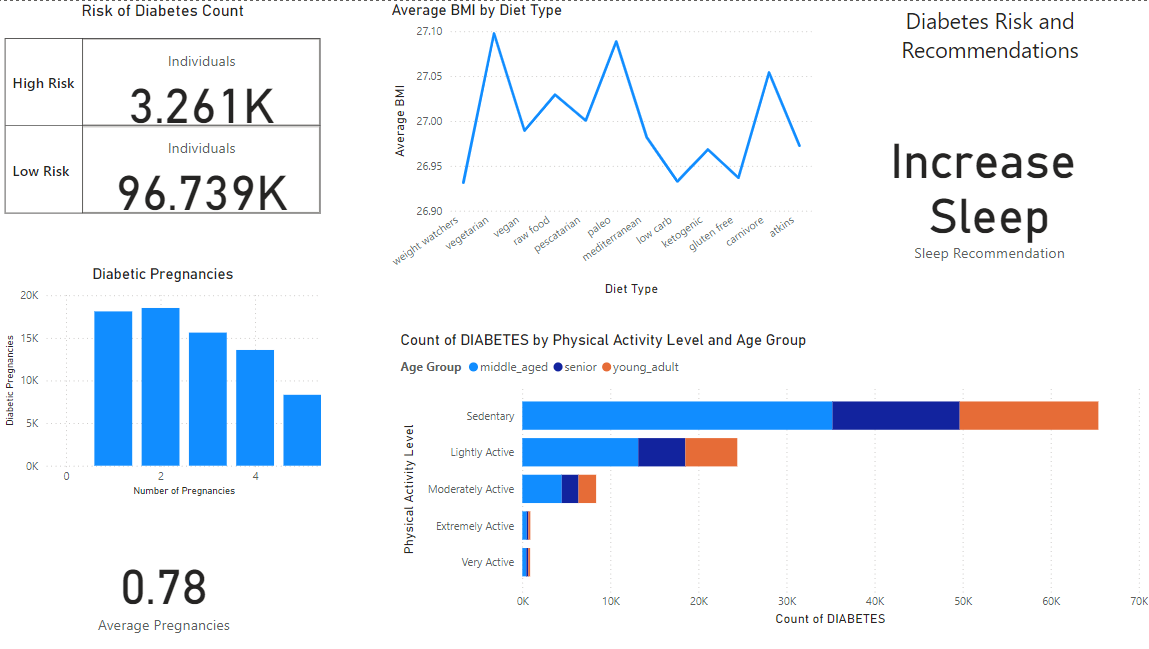 Risk of Diabetes Count
High Risk
Individuals
3.261K
Low Risk
Individuals
96.739K
Average BMI by Diet Type
Average BMI
27.10
27.05
27.00
26.95
26.90
weight watchers
vegetarian
vegan
raw food
pescatarian
paleo
mediterranean
low carb
ketogenic
gluten free
carnivore
atkins
Diet Type
Diabetes Risk and
Recommendations
Increase
Sleep
Sleep Recommendation
Diabetic Pregnancies
Diabetic Pregnancies
20K
15K
10K
5K
0K
0
2
4
Number of Pregnancies
0.78
Average Pregnancies
Count of DIABETES by Physical Activity Level and Age Group
Age Group middle_aged senior young_adult
Physical Activity Level
Sedentary
Lightly Active
Moderately Active
Extremely Active
Very Active
0K 10K 20K 30K 40K 50K 60K 70K
Count of DIABETES